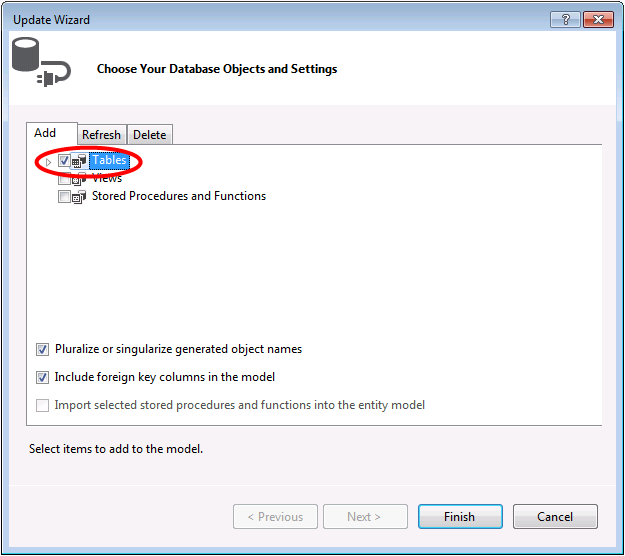 Update Wizard
?
Choose Your Database Objects and Settings
Add Refresh Delete
Tables
Views
Stored Procedures and Functions
Pluralize or singularize generated object names
Include foreign key columns in the model
Import selected stored procedures and functions into the entity model
Select items to add to the model.
< Previous Next > Finish Cancel